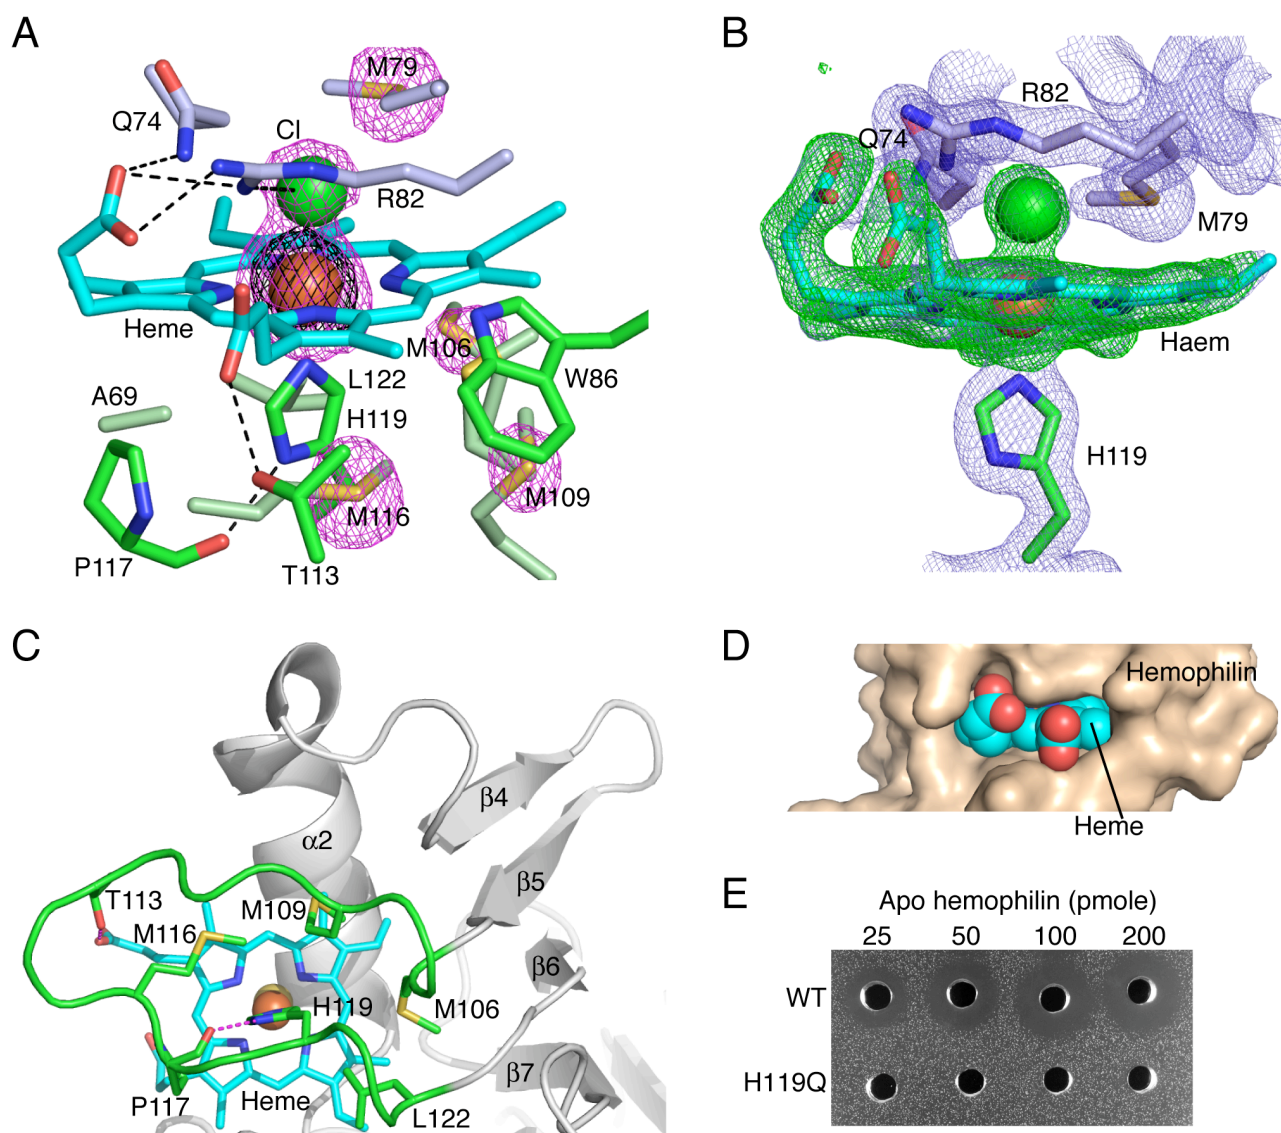 A
M79
Q74
Cl
R82
Heme
M106
L122
W86
A69
H119
M109
M116
P117
T113
B
R82
Q74
M79
Haem
H119
C
α2
β4
β5
T113
M109
M116
β6
H119
M106
β7
P117
Heme
L122
D
Hemophilin
Heme
E
Apo hemophilin (pmole)
25 50 100 200
WT
H119Q